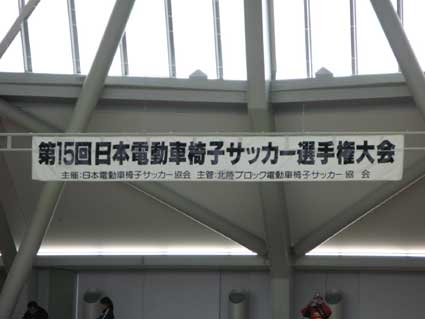 第15回日本電動車椅子サッカー選手権大会
主催:日本電動車椅子サッカー協会 主管:北陸ブロック電動車椅子サッカー協会